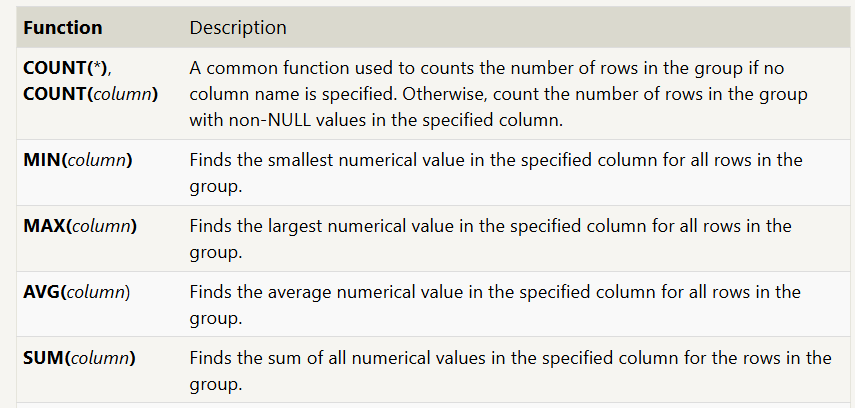 Function Description
COUNT(*), A common function used to counts the number of rows in the group if no
COUNT(column) column name is specified. Otherwise, count the number of rows in the group
with non-NULL values in the specified column.
MIN(column) Finds the smallest numerical value in the specified column for all rows in the
group.
MAX(column) Finds the largest numerical value in the specified column for all rows in the
group.
AVG(column) Finds the average numerical value in the specified column for all rows in the
group.
SUM(column) Finds the sum of all numerical values in the specified column for the rows in the
group.